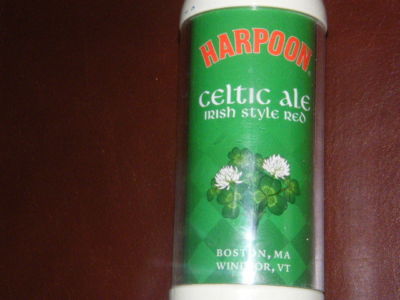 HARPOON
CELTIC ALE
IRISH STYLE RED
BOSTON, MA
WINDSOR, VT